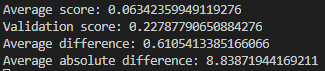 Average score: 0.06342359949119276
Validation score: 0.22787790650884276
Average difference: 0.6105413385166066
Average absolute difference: 8.83871944169211